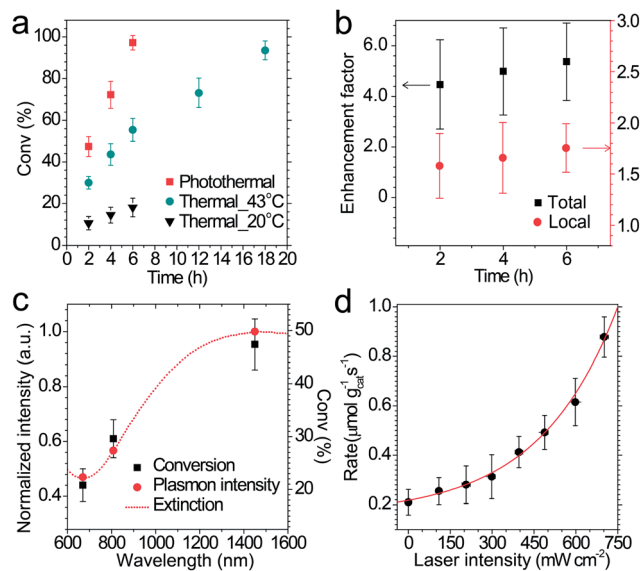 a
Conv (%)
100
80
60
40
20
0
Photothermal
Thermal_43°C
Thermal_20°C
0 2 4 6 8 10 12 14 16 18 20
Time (h)
b
Enhancement factor
6.0
4.0
2.0
0
3.0
2.5
2.0
1.5
1.0
Total
Local
2 4 6
Time (h)
c
Normalized intensity (a.u.)
1.0
0.8
0.6
0.4
50
40
30
20
Conv (%)
Conversion
Plasmon intensity
Extinction
600 800 1000 1200 1400 1600
Wavelength (nm)
d
Rate(μmol g⁻¹cat s⁻¹)
1.0
0.8
0.6
0.4
0.2
0 150 300 450 600 750
Laser intensity (mW cm⁻²)